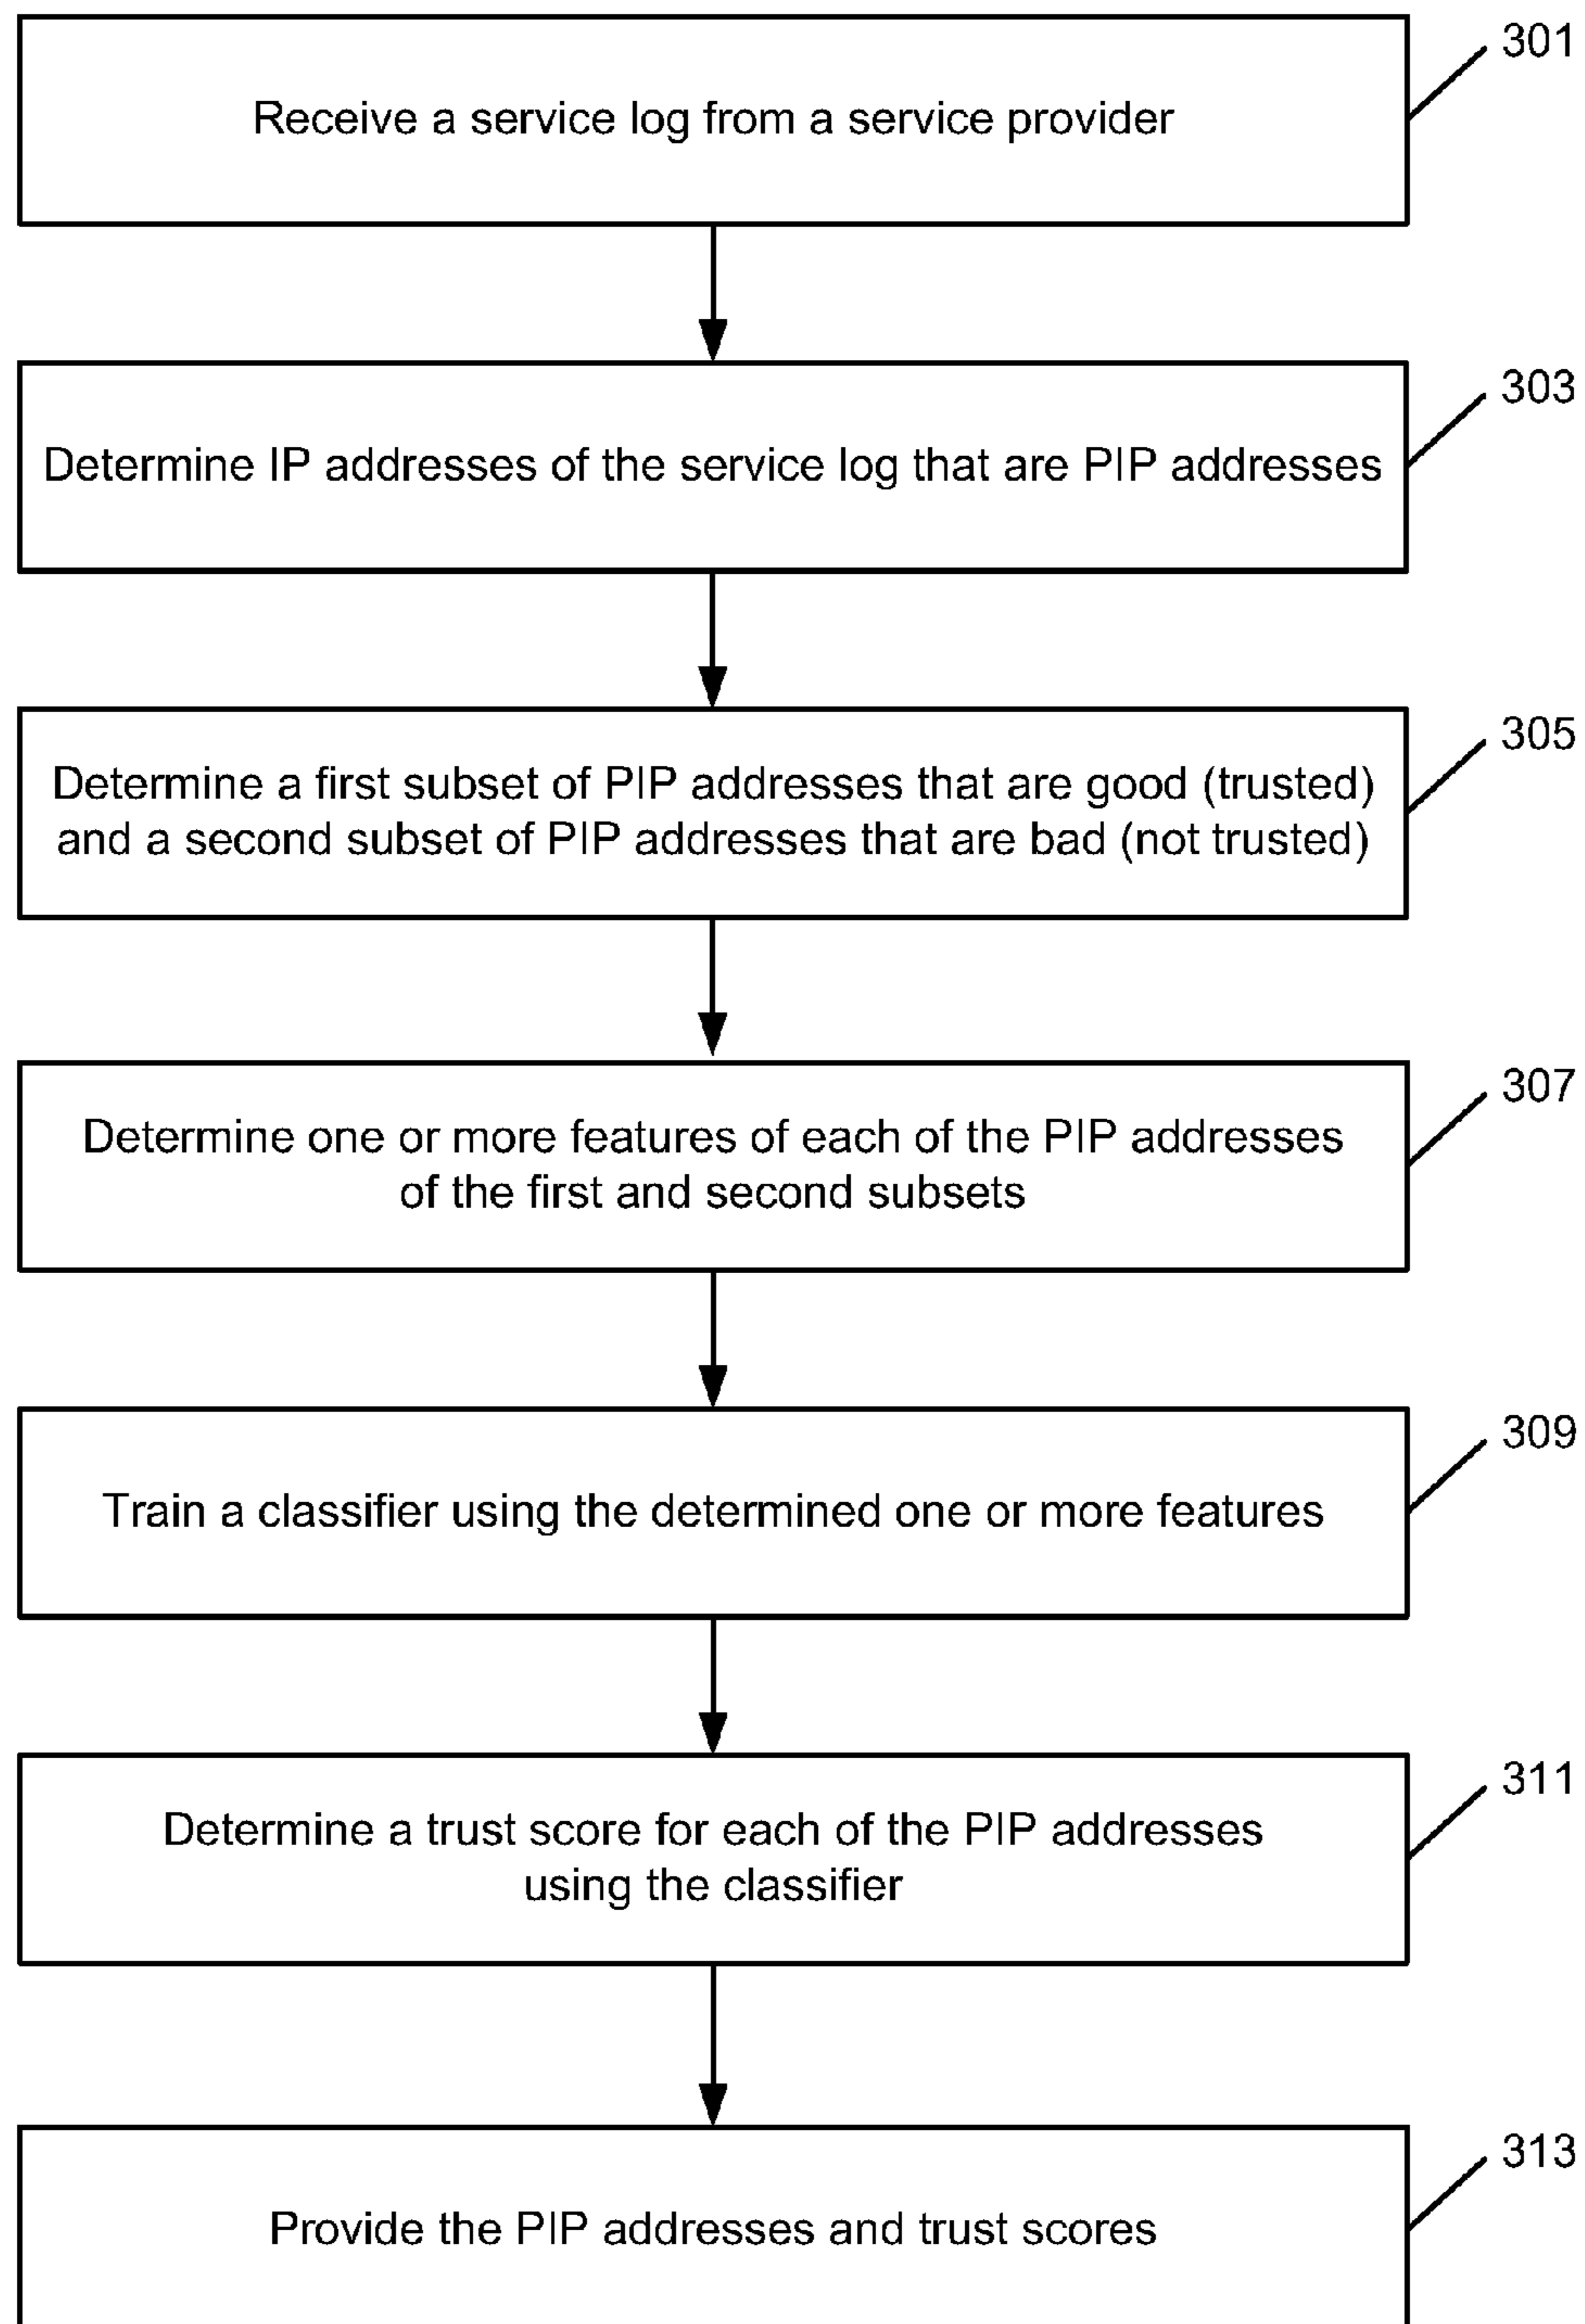 301
Receive a service log from a service provider
303
Determine IP addresses of the service log that are PIP addresses
305
Determine a first subset of PIP addresses that are good (trusted)
and a second subset of PIP addresses that are bad (not trusted)
307
Determine one or more features of each of the PIP addresses
of the first and second subsets
309
Train a classifier using the determined one or more features
311
Determine a trust score for each of the PIP addresses
using the classifier
313
Provide the PIP addresses and trust scores